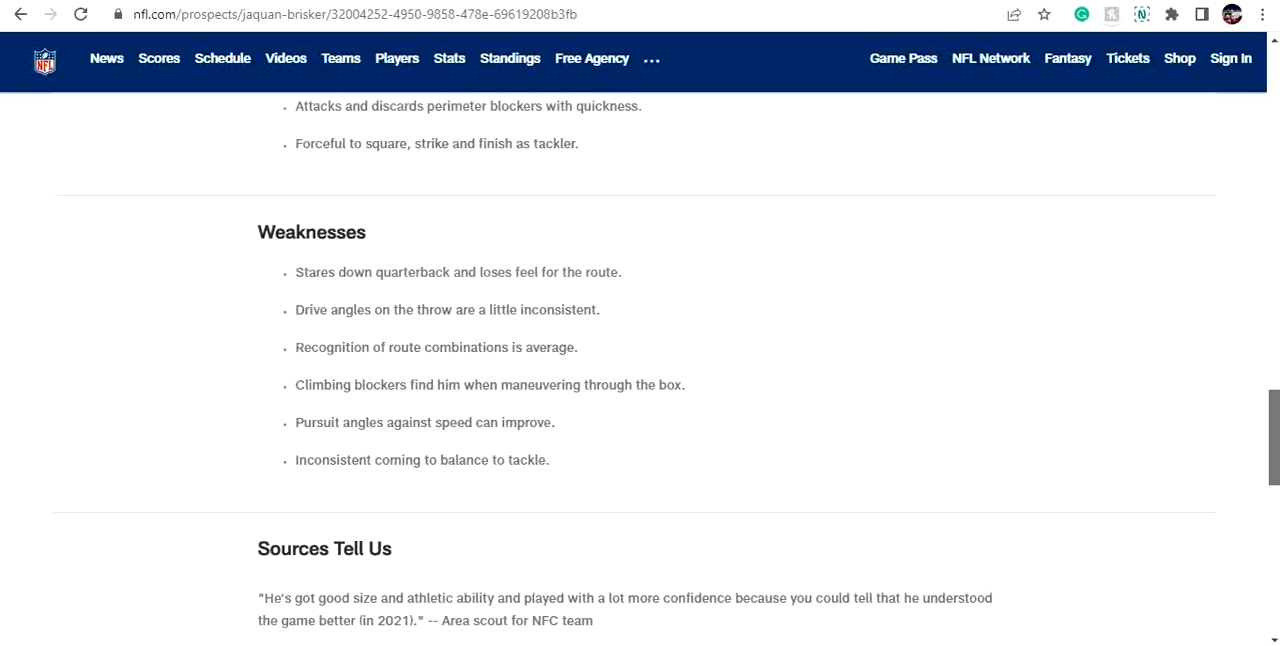 nfl.com/prospects/jaquan-brisker/32004252-4950-9858-478e-69619208b3fb
NFL News Scores Schedule Videos Teams Players Stats Standings Free Agency ... Game Pass NFL Network Fantasy Tickets Shop Sign In
Attacks and discards perimeter blockers with quickness.
Forceful to square, strike and finish as tackler.
Weaknesses
Stares down quarterback and loses feel for the route.
Drive angles on the throw are a little inconsistent.
Recognition of route combinations is average.
Climbing blockers find him when maneuvering through the box.
Pursuit angles against speed can improve.
Inconsistent coming to balance to tackle.
Sources Tell Us
"He's got good size and athletic ability and played with a lot more confidence because you could tell that he understood
the game better (in 2021)." -- Area scout for NFC team